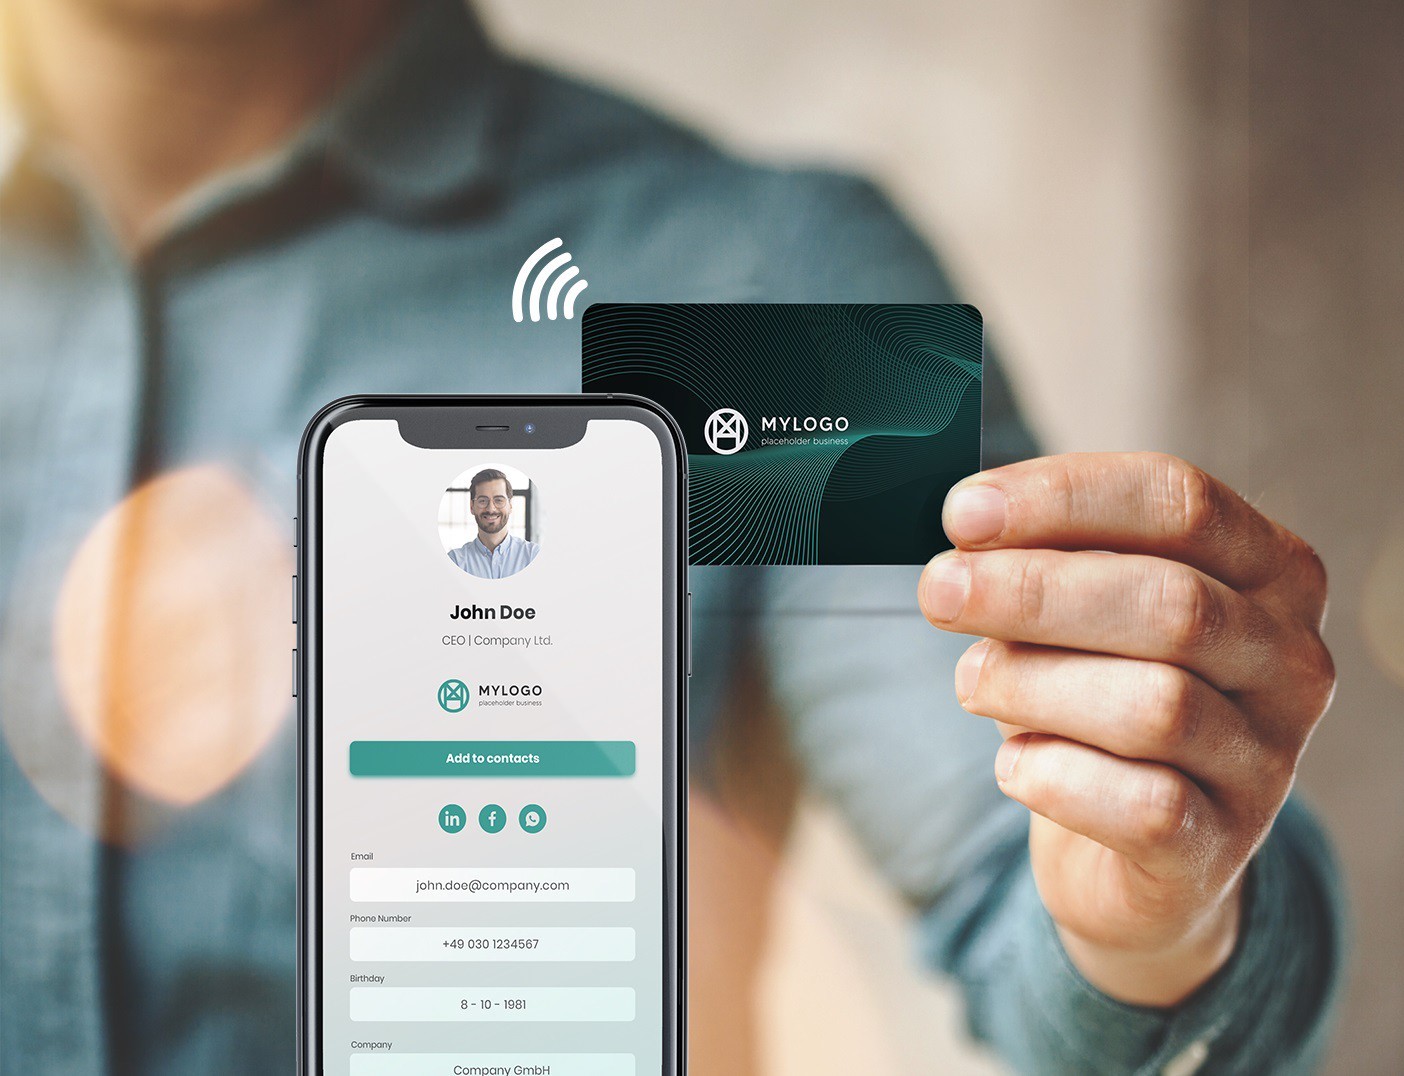 MYLOGO
placeholder business
John Doe
CEO | Company Ltd.
MYLOGO
placeholder business
Add to contacts
in f
Email
john.doe@company.com
Phone Number
+49 030 1234567
Birthday
8 - 10 - 1981
Company
Company GmbH